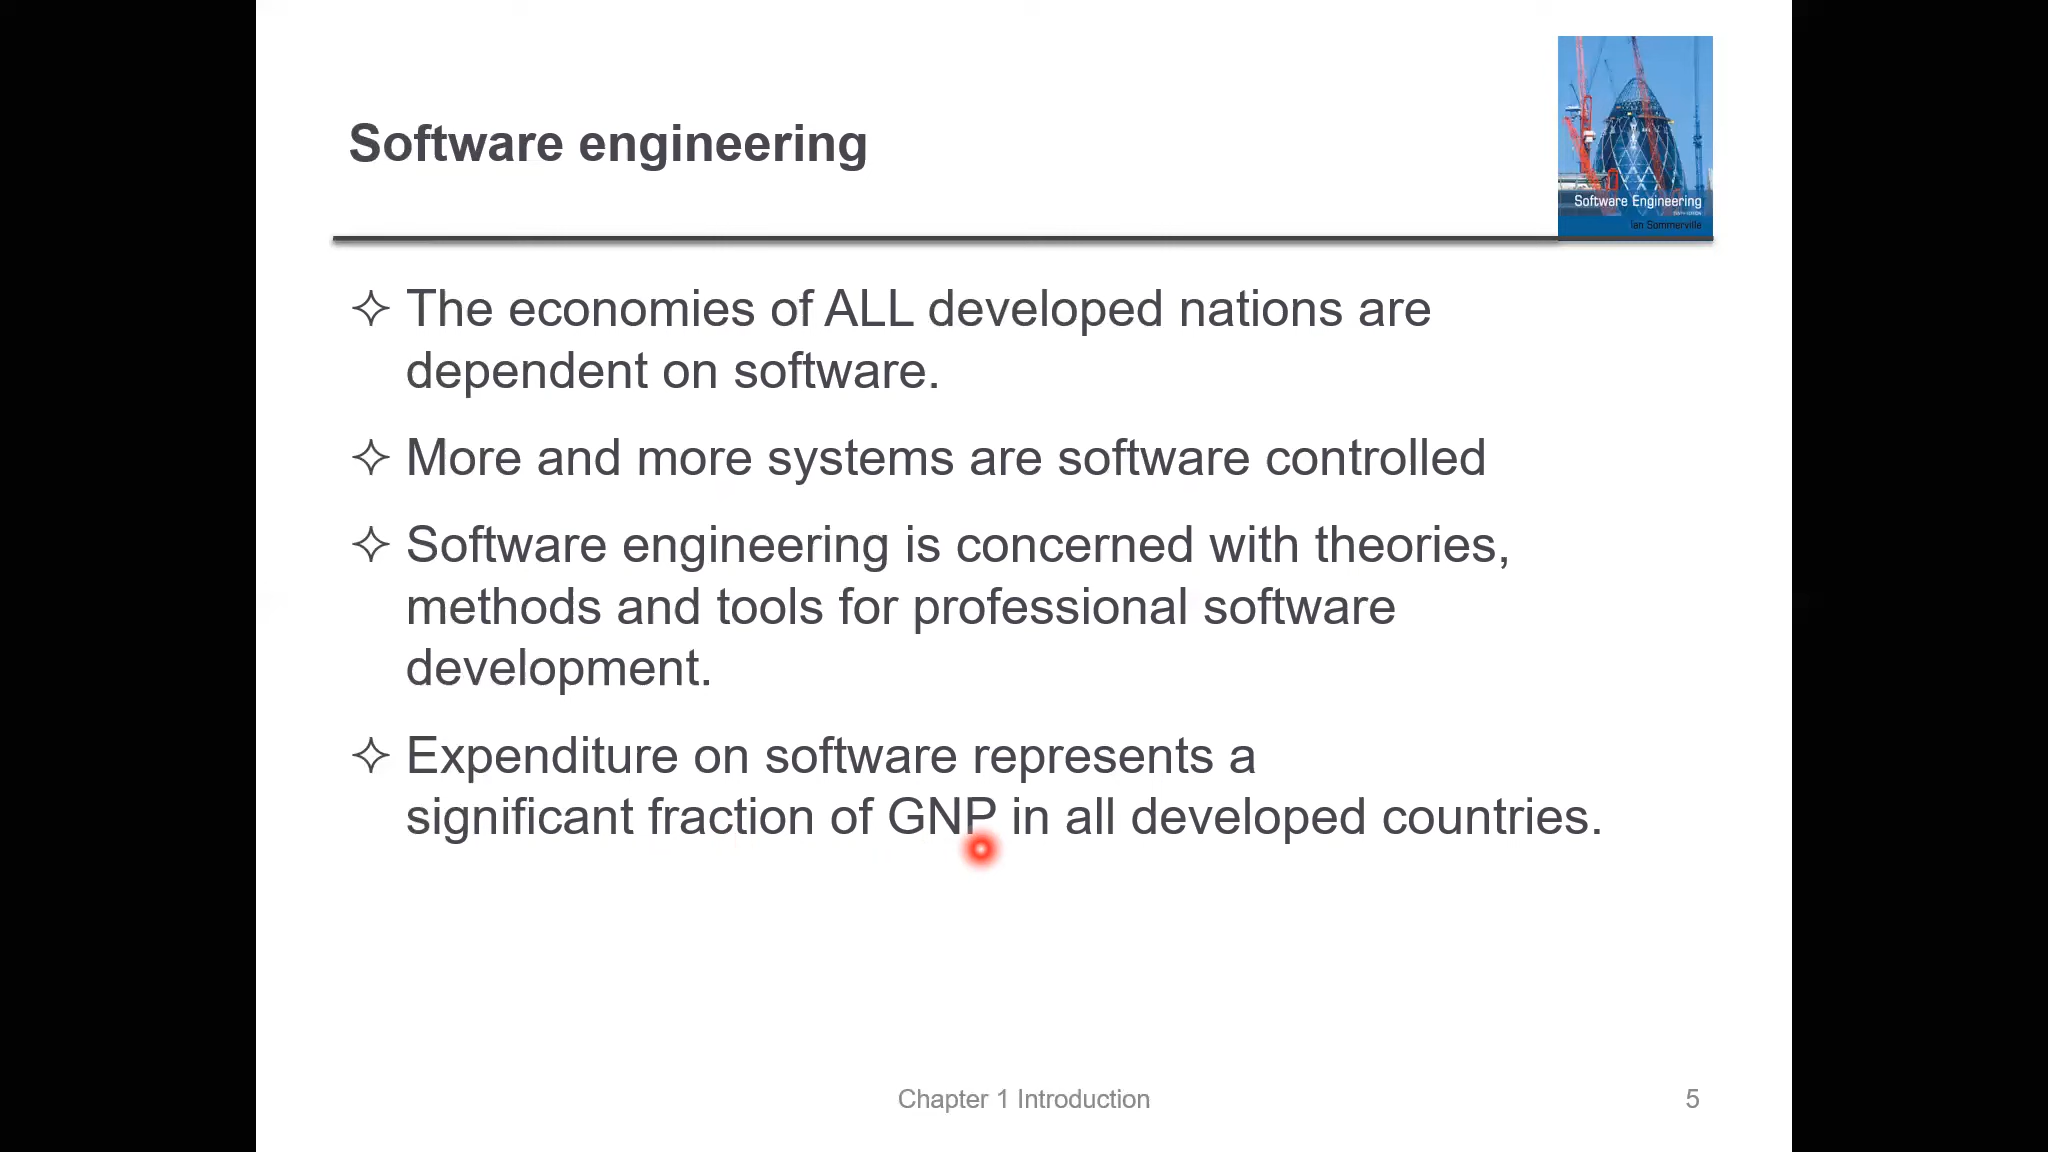 Software engineering
Software Engineering
Ian Sommerville
✧ The economies of ALL developed nations are
dependent on software.
✧ More and more systems are software controlled
✧ Software engineering is concerned with theories,
methods and tools for professional software
development.
✧ Expenditure on software represents a
significant fraction of GNP in all developed countries.
Chapter 1 Introduction
5